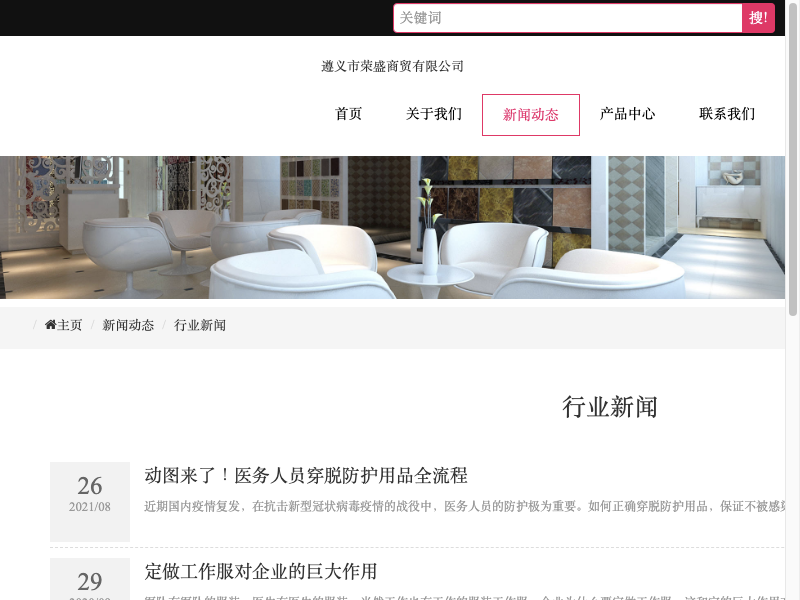 关键词
搜!
遵义市荣盛商贸有限公司
首页
关于我们
新闻动态
产品中心
联系我们
/ 主页 / 新闻动态 / 行业新闻
行业新闻
26
2021/08
动图来了！医务人员穿脱防护用品全流程
近期国内疫情复发，在抗击新型冠状病毒疫情的战役中，医务人员的防护极为重要。如何正确穿脱防护用品，保证不被感
29
定做工作服对企业的巨大作用